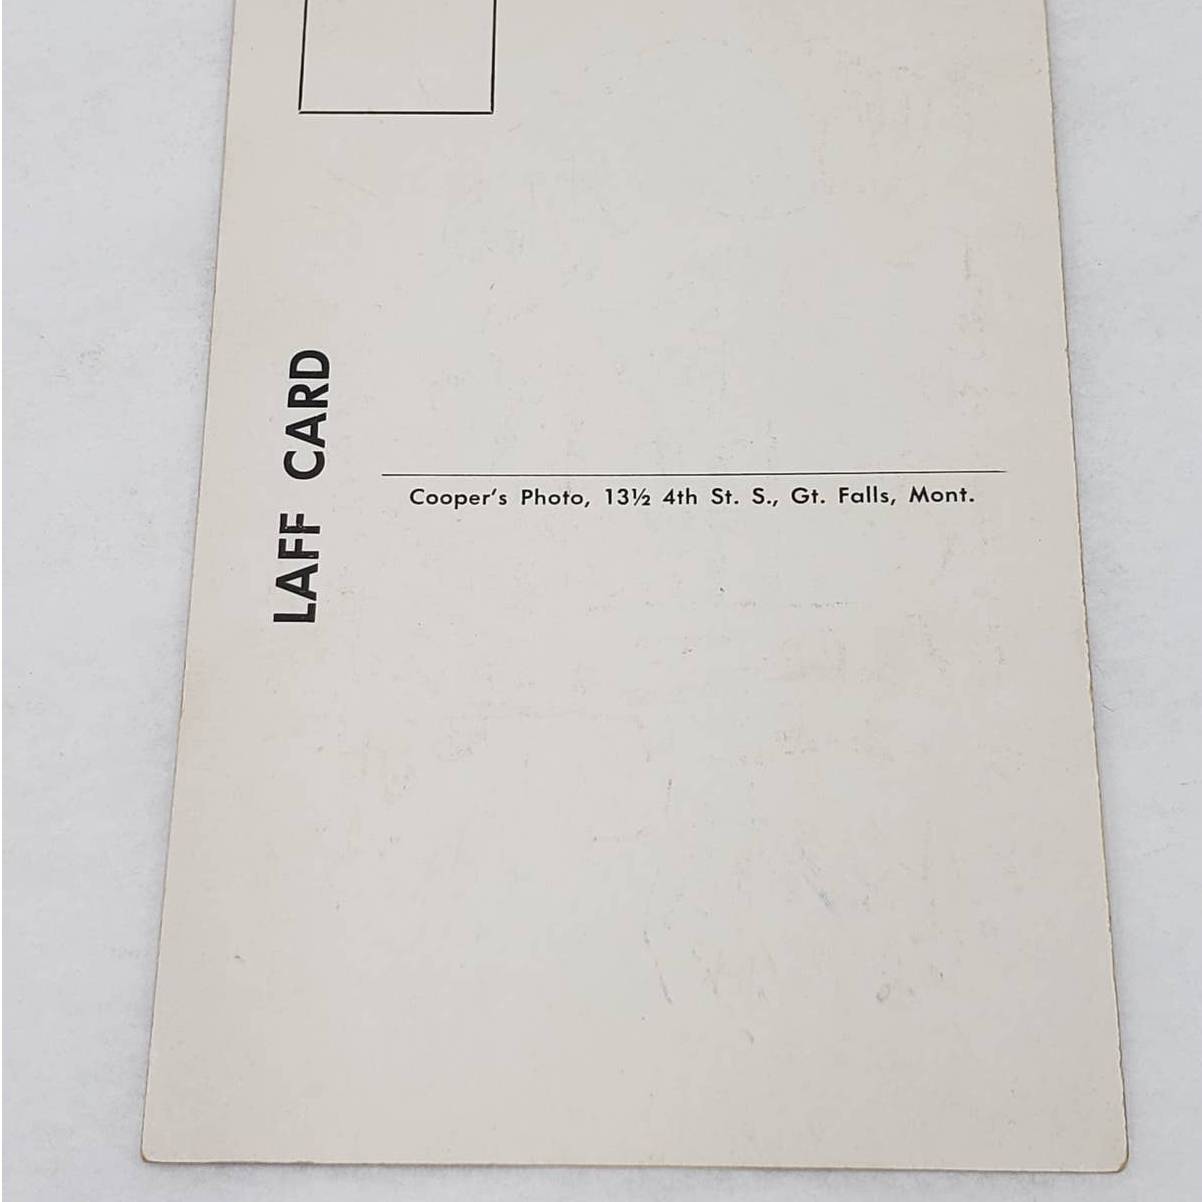 LAFF CARD
Cooper's Photo, 13½ 4th St. S., Gt. Falls, Mont.